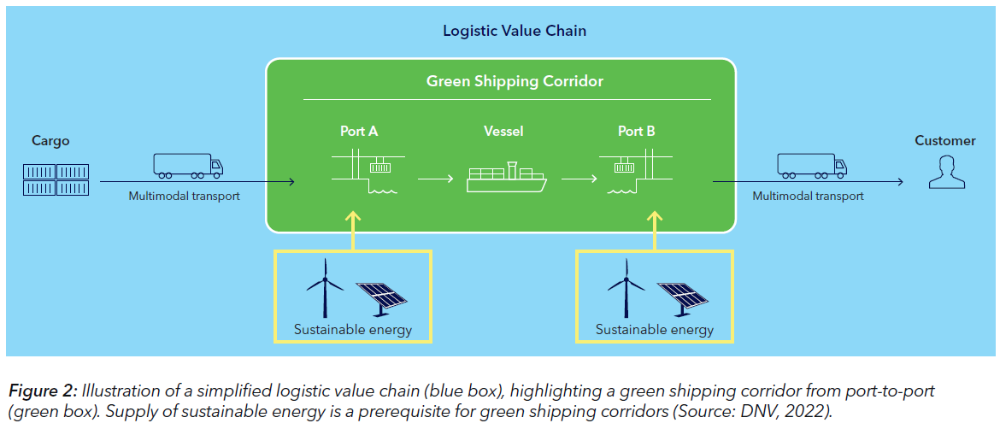 Logistic Value Chain
Green Shipping Corridor
Port A
Vessel
Port B
Cargo
Customer
Multimodal transport
Multimodal transport
Sustainable energy
Sustainable energy
Figure 2: Illustration of a simplified logistic value chain (blue box), highlighting a green shipping corridor from port-to-port
(green box). Supply of sustainable energy is a prerequisite for green shipping corridors (Source: DNV, 2022).